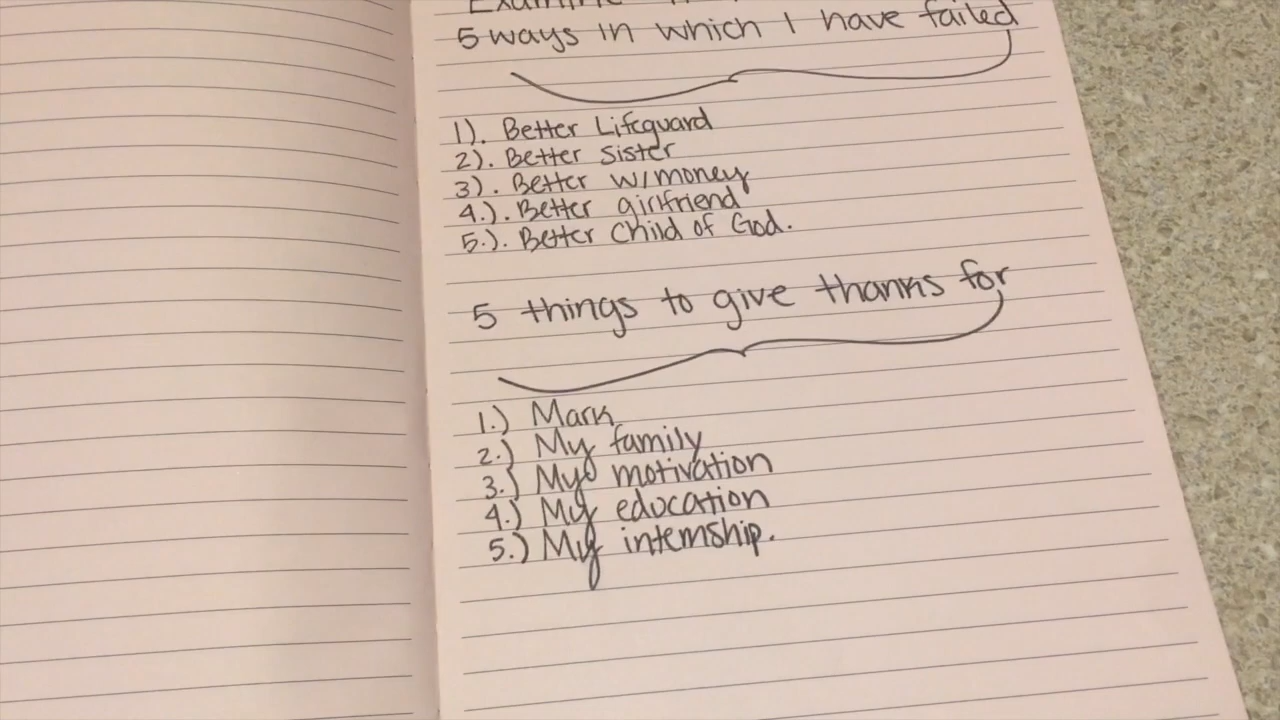 Examine
5 ways in which I have failed
1). Better Lifeguard
2). Better Sister
3). Better w/money
4.). Better girlfriend
5.). Better Child of God.
5 things to give thanks for
1.) Mark
2.) My family
3.) My motivation
4.) My education
5.) My internship.